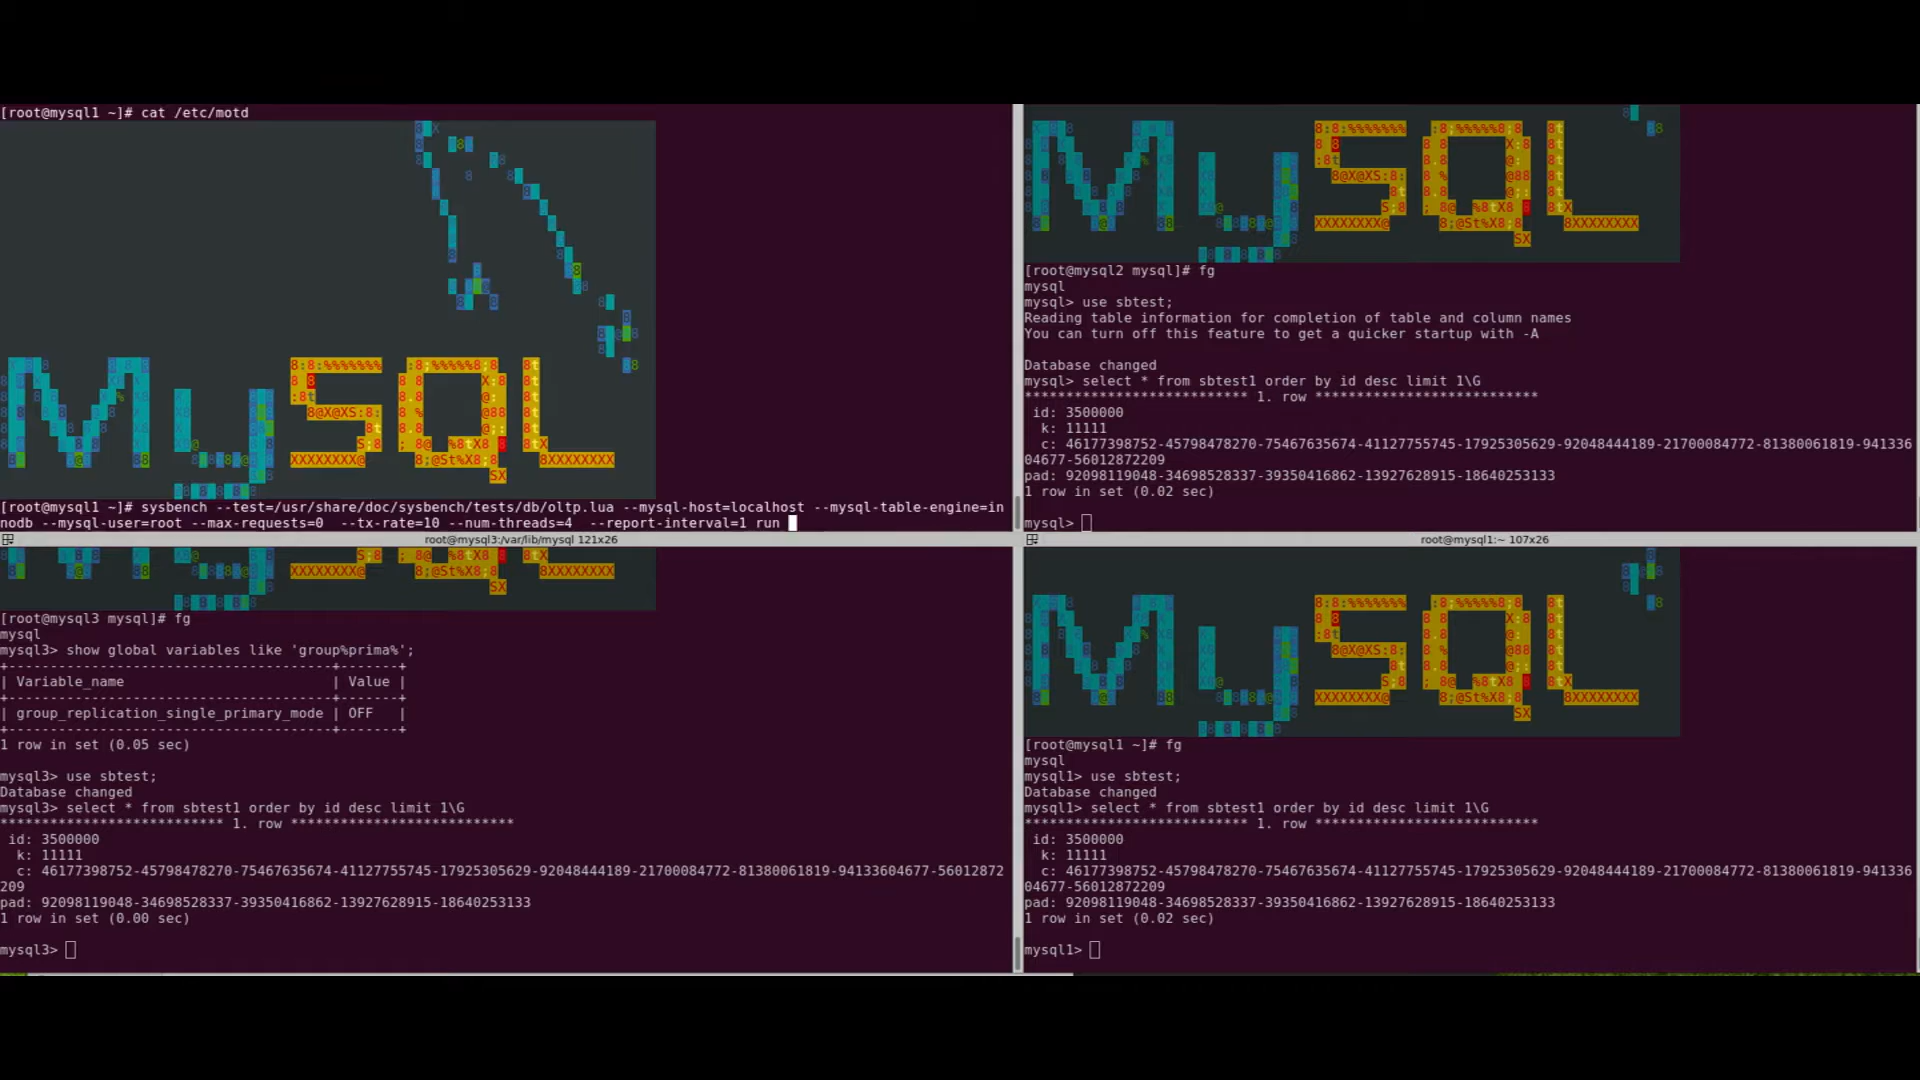 [root@mysql1 ~]# cat /etc/motd
[root@mysql1 ~]# sysbench --test=/usr/share/doc/sysbench/tests/db/oltp.lua --mysql-host=localhost --mysql-table-engine=in
nodb --mysql-user=root --max-requests=0  --tx-rate=10 --num-threads=4  --report-interval=1 run
[root@mysql2 mysql]# fg
mysql
mysql> use sbtest;
Reading table information for completion of table and column names
You can turn off this feature to get a quicker startup with -A
Database changed
mysql> select * from sbtest1 order by id desc limit 1\G
*************************** 1. row ***************************
id: 3500000
k: 11111
c: 46177398752-45798478270-75467635674-41127755745-17925305629-92048444189-21700084772-81380061819-941336
04677-56012872209
pad: 92098119048-34698528337-39350416862-13927628915-18640253133
1 row in set (0.02 sec)
mysql>
root@mysql3:/var/lib/mysql 121x26
[root@mysql3 mysql]# fg
mysql
mysql3> show global variables like 'group%prima%';
+---------------------------------------+-------+
| Variable_name                         | Value |
+---------------------------------------+-------+
| group_replication_single_primary_mode | OFF   |
+---------------------------------------+-------+
1 row in set (0.05 sec)
mysql3> use sbtest;
Database changed
mysql3> select * from sbtest1 order by id desc limit 1\G
*************************** 1. row ***************************
id: 3500000
k: 11111
c: 46177398752-45798478270-75467635674-41127755745-17925305629-92048444189-21700084772-81380061819-94133604677-56012872
209
pad: 92098119048-34698528337-39350416862-13927628915-18640253133
1 row in set (0.00 sec)
mysql3>
root@mysql1:~ 107x26
[root@mysql1 ~]# fg
mysql
mysql1> use sbtest;
Database changed
mysql1> select * from sbtest1 order by id desc limit 1\G
*************************** 1. row ***************************
id: 3500000
k: 11111
c: 46177398752-45798478270-75467635674-41127755745-17925305629-92048444189-21700084772-81380061819-941336
04677-56012872209
pad: 92098119048-34698528337-39350416862-13927628915-18640253133
1 row in set (0.02 sec)
mysql1>